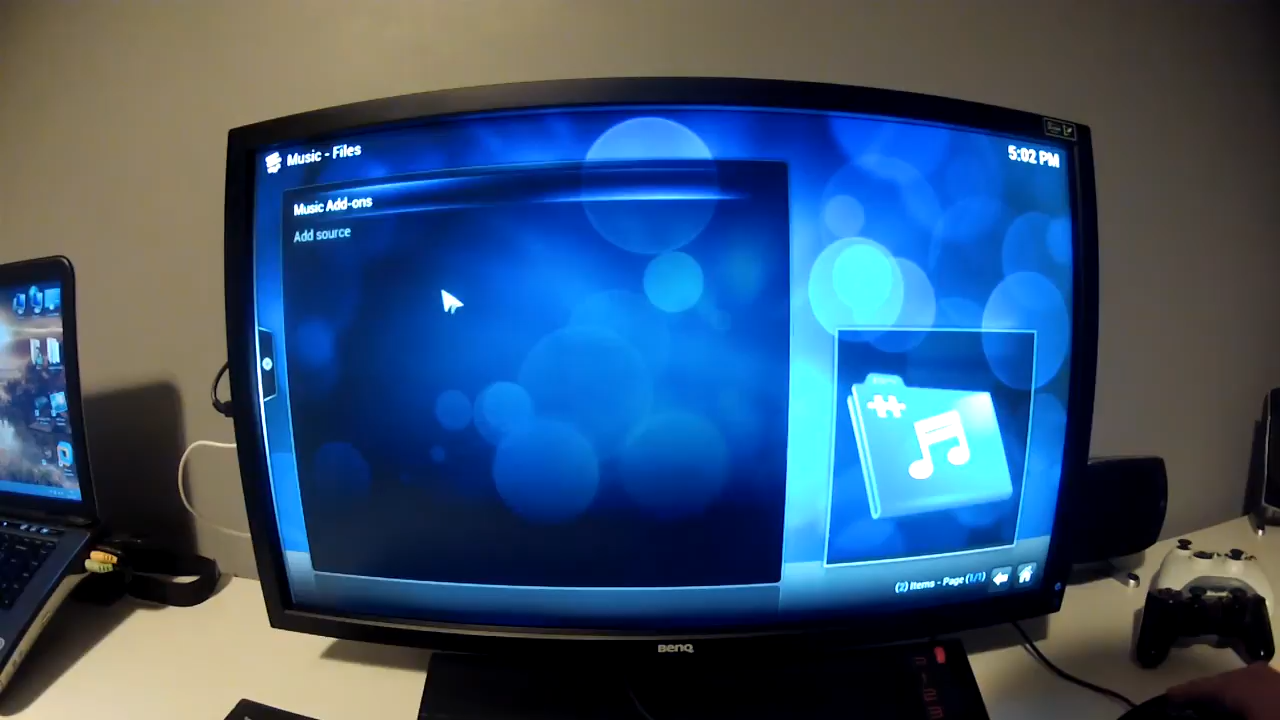 Music - Files
5:02 PM
Music Add-ons
Add source
(2) Items - Page (1/1)
BenQ